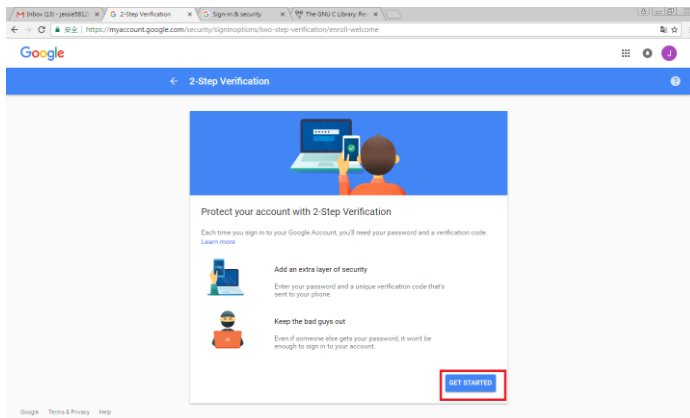 Inbox (13) - jessie5812
2-Step Verification
Sign-in & security
The GNU C Library: Re
安全 | https://myaccount.google.com/security/signinoptions/two-step-verification/enroll-welcome
Google
J
2-Step Verification
Protect your account with 2-Step Verification
Each time you sign in to your Google Account, you'll need your password and a verification code.
Learn more
Add an extra layer of security
Enter your password and a unique verification code that's
sent to your phone.
Keep the bad guys out
Even if someone else gets your password, it won't be
enough to sign in to your account.
GET STARTED
Google Terms & Privacy Help